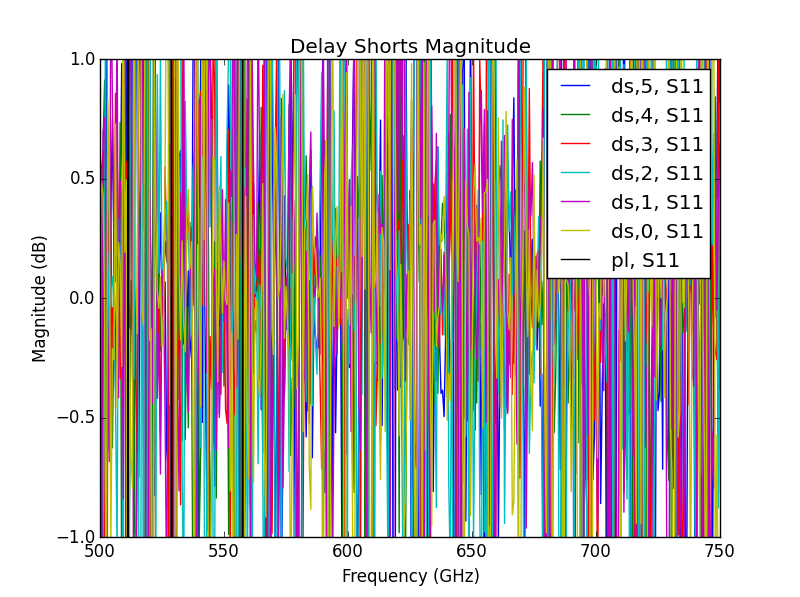 Delay Shorts Magnitude
1.0
0.5
0.0
−0.5
−1.0
Magnitude (dB)
ds,5, S11
ds,4, S11
ds,3, S11
ds,2, S11
ds,1, S11
ds,0, S11
pl, S11
500 550 600 650 700 750
Frequency (GHz)